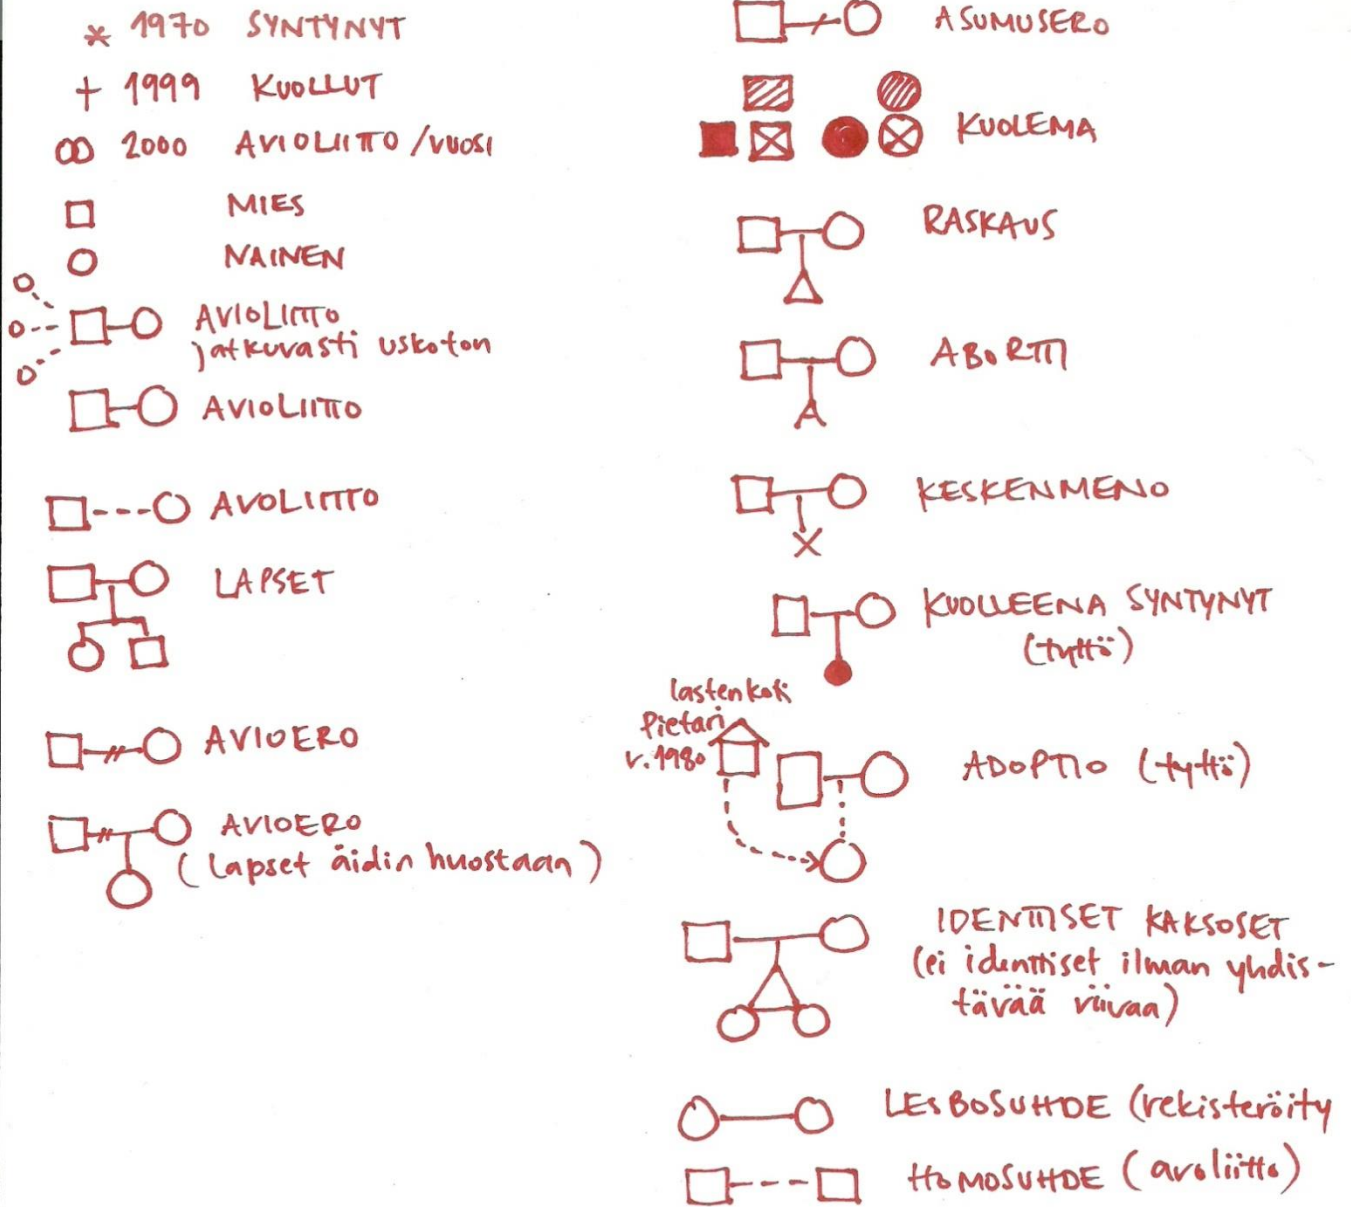 * 1970 SYNTYNYT
† 1999 KUOLLUT
∞ 2000 AVIOLIITTO / VUOSI
MIES
NAINEN
AVIOLIITTO
jatkuvasti uskoton
AVIOLIITTO
AVOLIITTO
LAPSET
AVIOERO
AVIOERO
(lapset äidin huostaan)
ASUMUSERO
KUOLEMA
RASKAUS
ABORTTI
A
KESKENMENO
KUOLLEENA SYNTYNYT
(tyttö)
lastenkoti
Pietari
v. 1980
ADOPTIO (tyttö)
IDENTTISET KAKSOSET
(ei identtiset ilman yhdis-
tävää viivaa)
LESBOSUHDE (rekisteröity
HOMOSUHDE (avoliitto)